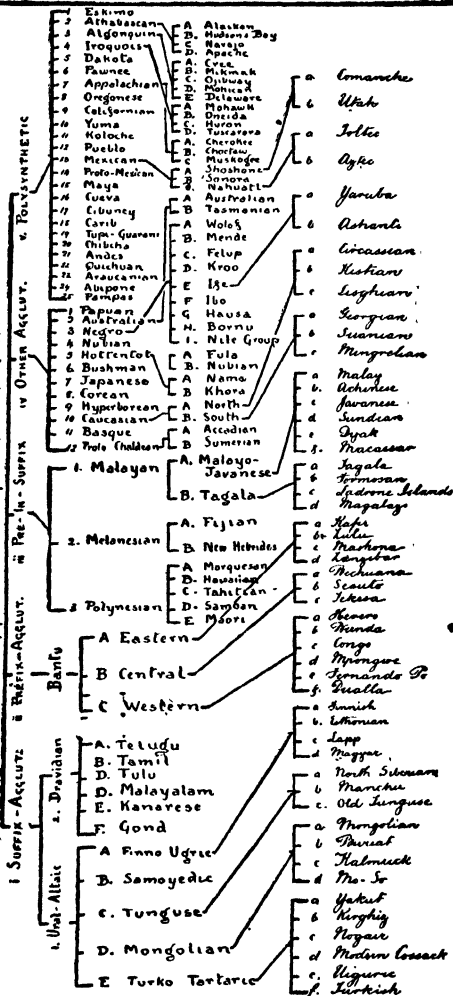 v. POLYSYNTHETIC
1 Eskimo
2 Athabascan
3 Algonquin
4 Iroquois
5 Dakota
6 Pawnee
7 Appalachian
8 Oregonese
9 Californian
10 Yuma
11 Koloche
12 Pueblo
13 Mexican
14 Proto-Mexican
15 Maya
16 Cueva
17 Cibuney
18 Carib
19 Tupi-Guarani
20 Chibcha
21 Andes
22 Quichuan
23 Araucanian
24 Abipone
25 Pampas
A Alaskan
B. Hudsons Bay
C Navajo
D. Apache
A. Cree
B. Mikmak
C. Ojibway
D. Mohican
E Delaware
A Mohawk
B. Oneida
C. Huron
D. Tuscarora
A. Cherokee
B. Choctaw
C Muskogee
A Shoshone
B Sonora
C Nahuatl
a Comanche
b Utah
a Toltec
b Aztec
iv OTHER AGGLUT.
1 Papuan
2 Australian
3 Negro
4 Nubian
5 Hottentot
6. Bushman
7 Japanese
8. Corean
9. Hyperborean
10 Caucasian
11 Basque
12 Proto Chaldean
A Australian
B Tasmanian
A Wolof
B. Mende
C. Felup
D. Kroo
E Ife
F Ibo
G Hausa
H. Bornu
I. Nile Group
A Fula
B. Nubian
A Nama
B Khora
A North
B. South
A Accadian
B Sumerian
a Yaruba
b Ashanti
a Circassian
b Kistian
c Lesghian
a Georgian
b Suanian
c Mingrelian
iii PRE-IN-SUFFIX
1. Malayan
2. Melanesian
3 Polynesian
A. Malayo-
Javanese
B. Tagala
A. Fijian
B New Hebrides
A Marquesan
B. Hawaiian
C. Tahitian
D. Samoan
E Maori
a Malay
b. Achinese
c Javanese
d Sundian
e Dyak
f. Macassar
a Tagala
b Formosan
c Ladrone Islands
d Magalagy
ii PREFIX-AGGLUT.
Bantu
A Eastern
B Central
C Western
a Kafir
b Zulu
c Mashona
d Zanzibar
a Bechuana
b Sesuto
c Tekeza
a Herero
b Bunda
c Congo
d Mpongwe
e Fernando Po
f. Dualla
i SUFFIX-AGGLUT:
2. Dravidian
A. Telugu
B. Tamil
D. Tulu
D. Malayalam
E. Kanarese
F. Gond
1. Ural-Altaic
A Finno Ugric
B. Samoyedic
C. Tunguse
D. Mongolian
E Turko Tartaric
a Finnish
b. Esthonian
c Lapp
d Magyar
a North Siberian
b Manchu
c. Old Tunguse
a Mongolian
b Buriat
c Kalmuck
d Mo-So
a Yakut
b Kirghiz
c Nogair
d Modern Cossack
e. Uiguric
f. Turkish